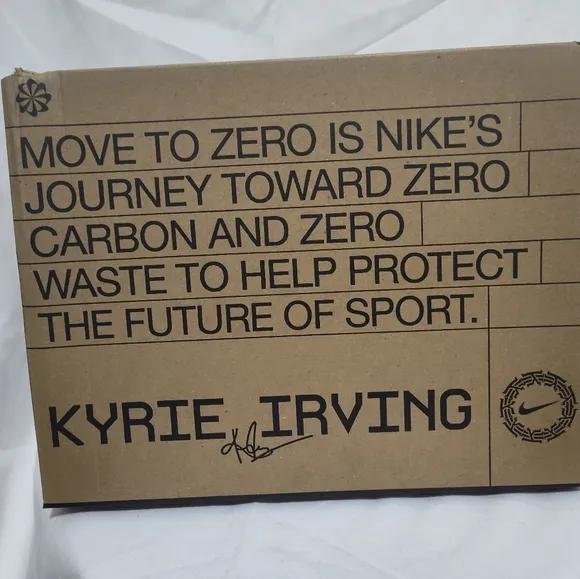 MOVE TO ZERO IS NIKE'S
JOURNEY TOWARD ZERO
CARBON AND ZERO
WASTE TO HELP PROTECT
THE FUTURE OF SPORT.
KYRIE IRVING